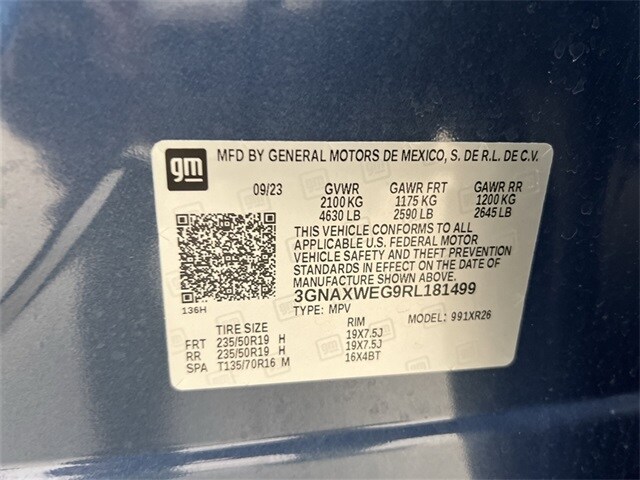 gm MFD BY GENERAL MOTORS DE MEXICO, S. DE R.L. DE C.V.
09/23 GVWR GAWR FRT GAWR RR
2100 KG 1175 KG 1200 KG
4630 LB 2590 LB 2645 LB
THIS VEHICLE CONFORMS TO ALL
APPLICABLE U.S. FEDERAL MOTOR
VEHICLE SAFETY AND THEFT PREVENTION
STANDARDS IN EFFECT ON THE DATE OF
MANUFACTURE SHOWN ABOVE.
3GNAXWEG9RL181499
136H TYPE: MPV MODEL: 991XR26
TIRE SIZE RIM
FRT 235/50R19 H 19X7.5J
RR 235/50R19 H 19X7.5J
SPA T135/70R16 M 16X4BT